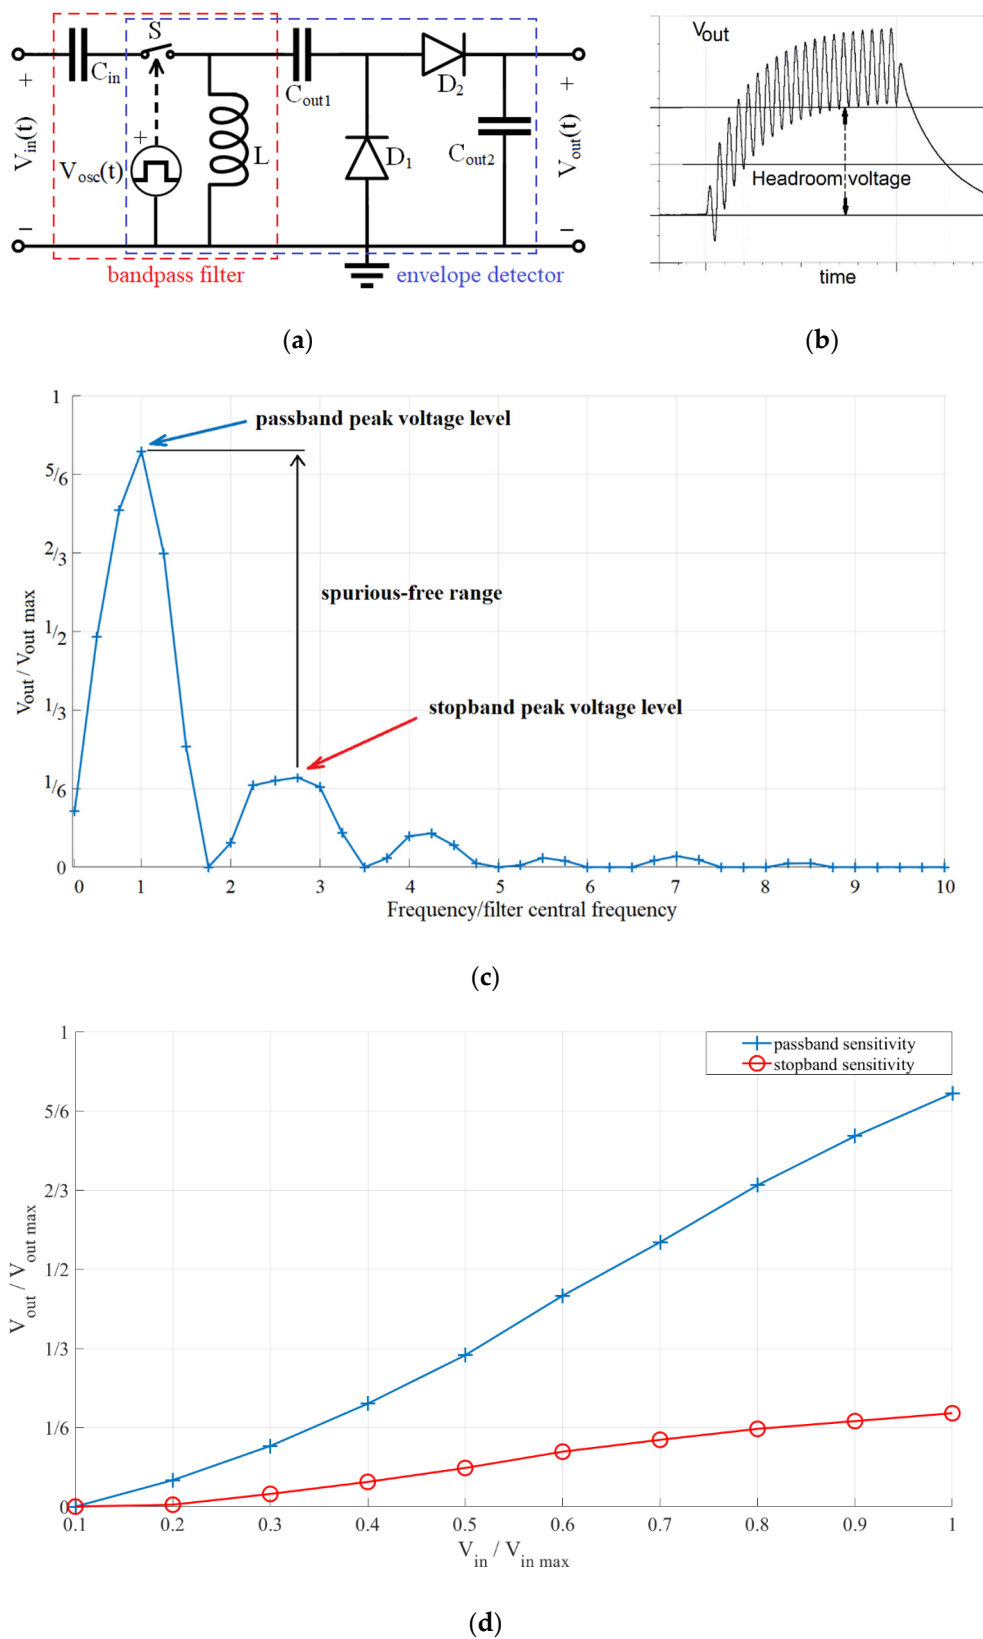 S
+
C_in
V_in(t)
−
+
V_osc(t)
L
C_out1
D_1
D_2
C_out2
+
V_out(t)
−
bandpass filter
envelope detector
(a)
V_out
Headroom voltage
time
(b)
V_out / V_out max
1
5/6
2/3
1/2
1/3
1/6
0
passband peak voltage level
spurious-free range
stopband peak voltage level
0 1 2 3 4 5 6 7 8 9 10
Frequency/filter central frequency
(c)
V_out / V_out max
1
5/6
2/3
1/2
1/3
1/6
0
passband sensitivity
stopband sensitivity
0.1 0.2 0.3 0.4 0.5 0.6 0.7 0.8 0.9 1
V_in / V_in max
(d)